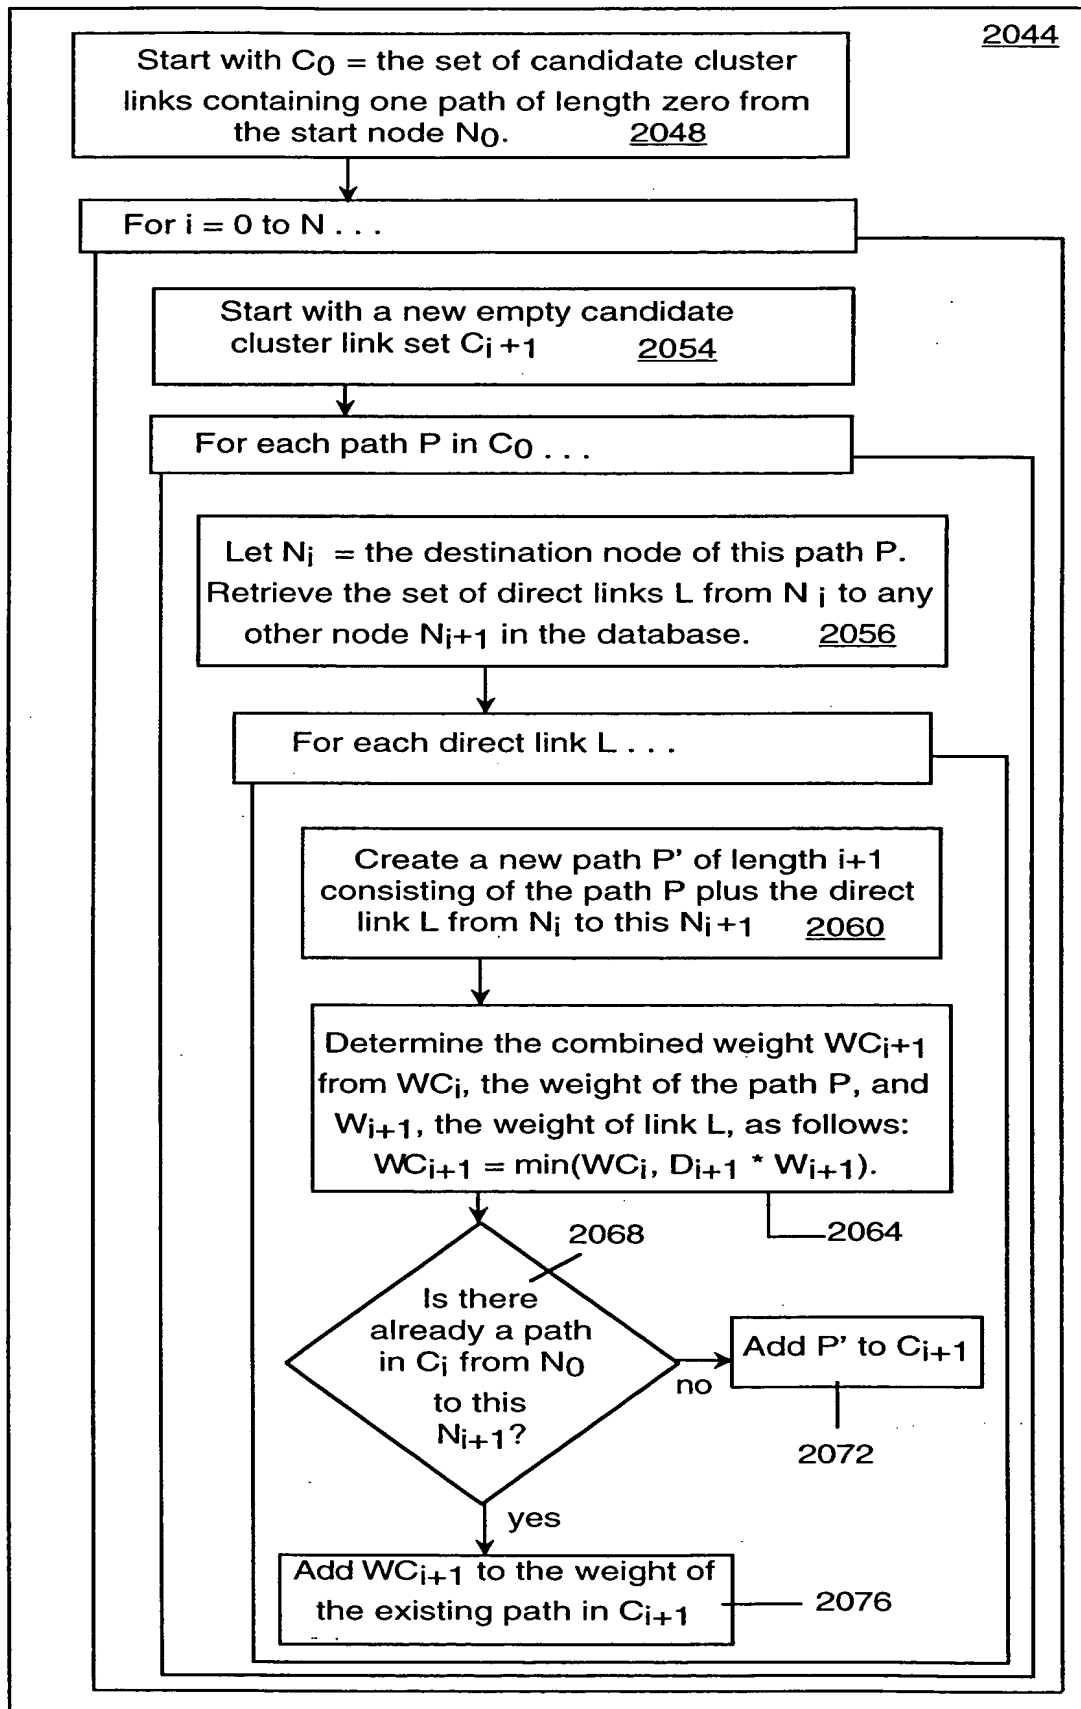 2044
Start with C0 = the set of candidate cluster
links containing one path of length zero from
the start node N0. 2048
For i = 0 to N . . .
Start with a new empty candidate
cluster link set Ci+1 2054
For each path P in C0 . . .
Let Ni = the destination node of this path P.
Retrieve the set of direct links L from N i to any
other node Ni+1 in the database. 2056
For each direct link L . . .
Create a new path P' of length i+1
consisting of the path P plus the direct
link L from Ni to this Ni+1 2060
Determine the combined weight WCi+1
from WCi, the weight of the path P, and
Wi+1, the weight of link L, as follows:
WCi+1 = min(WCi, Di+1 * Wi+1).
2064
2068
Is there
already a path
in Ci from N0
to this
Ni+1?
no
Add P' to Ci+1
2072
yes
Add WCi+1 to the weight of
the existing path in Ci+1
2076